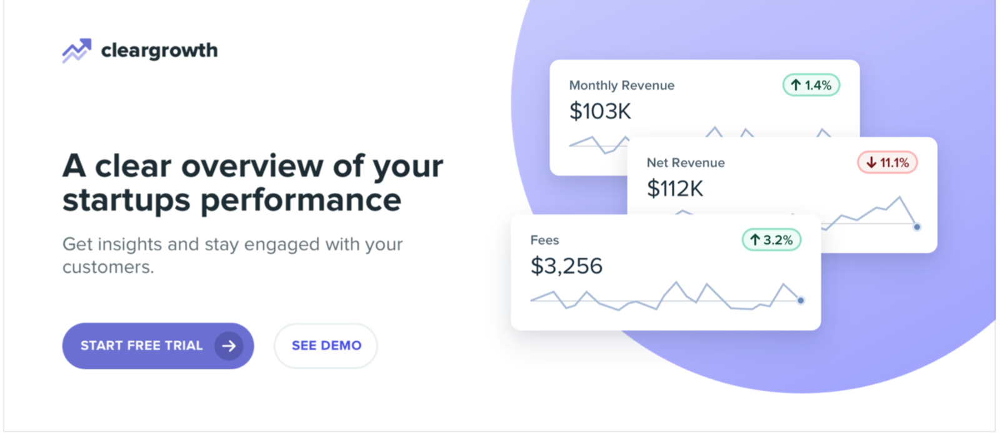 cleargrowth
A clear overview of your
startups performance
Get insights and stay engaged with your
customers.
START FREE TRIAL
SEE DEMO
Monthly Revenue
1.4%
$103K
Net Revenue
11.1%
$112K
Fees
3.2%
$3,256